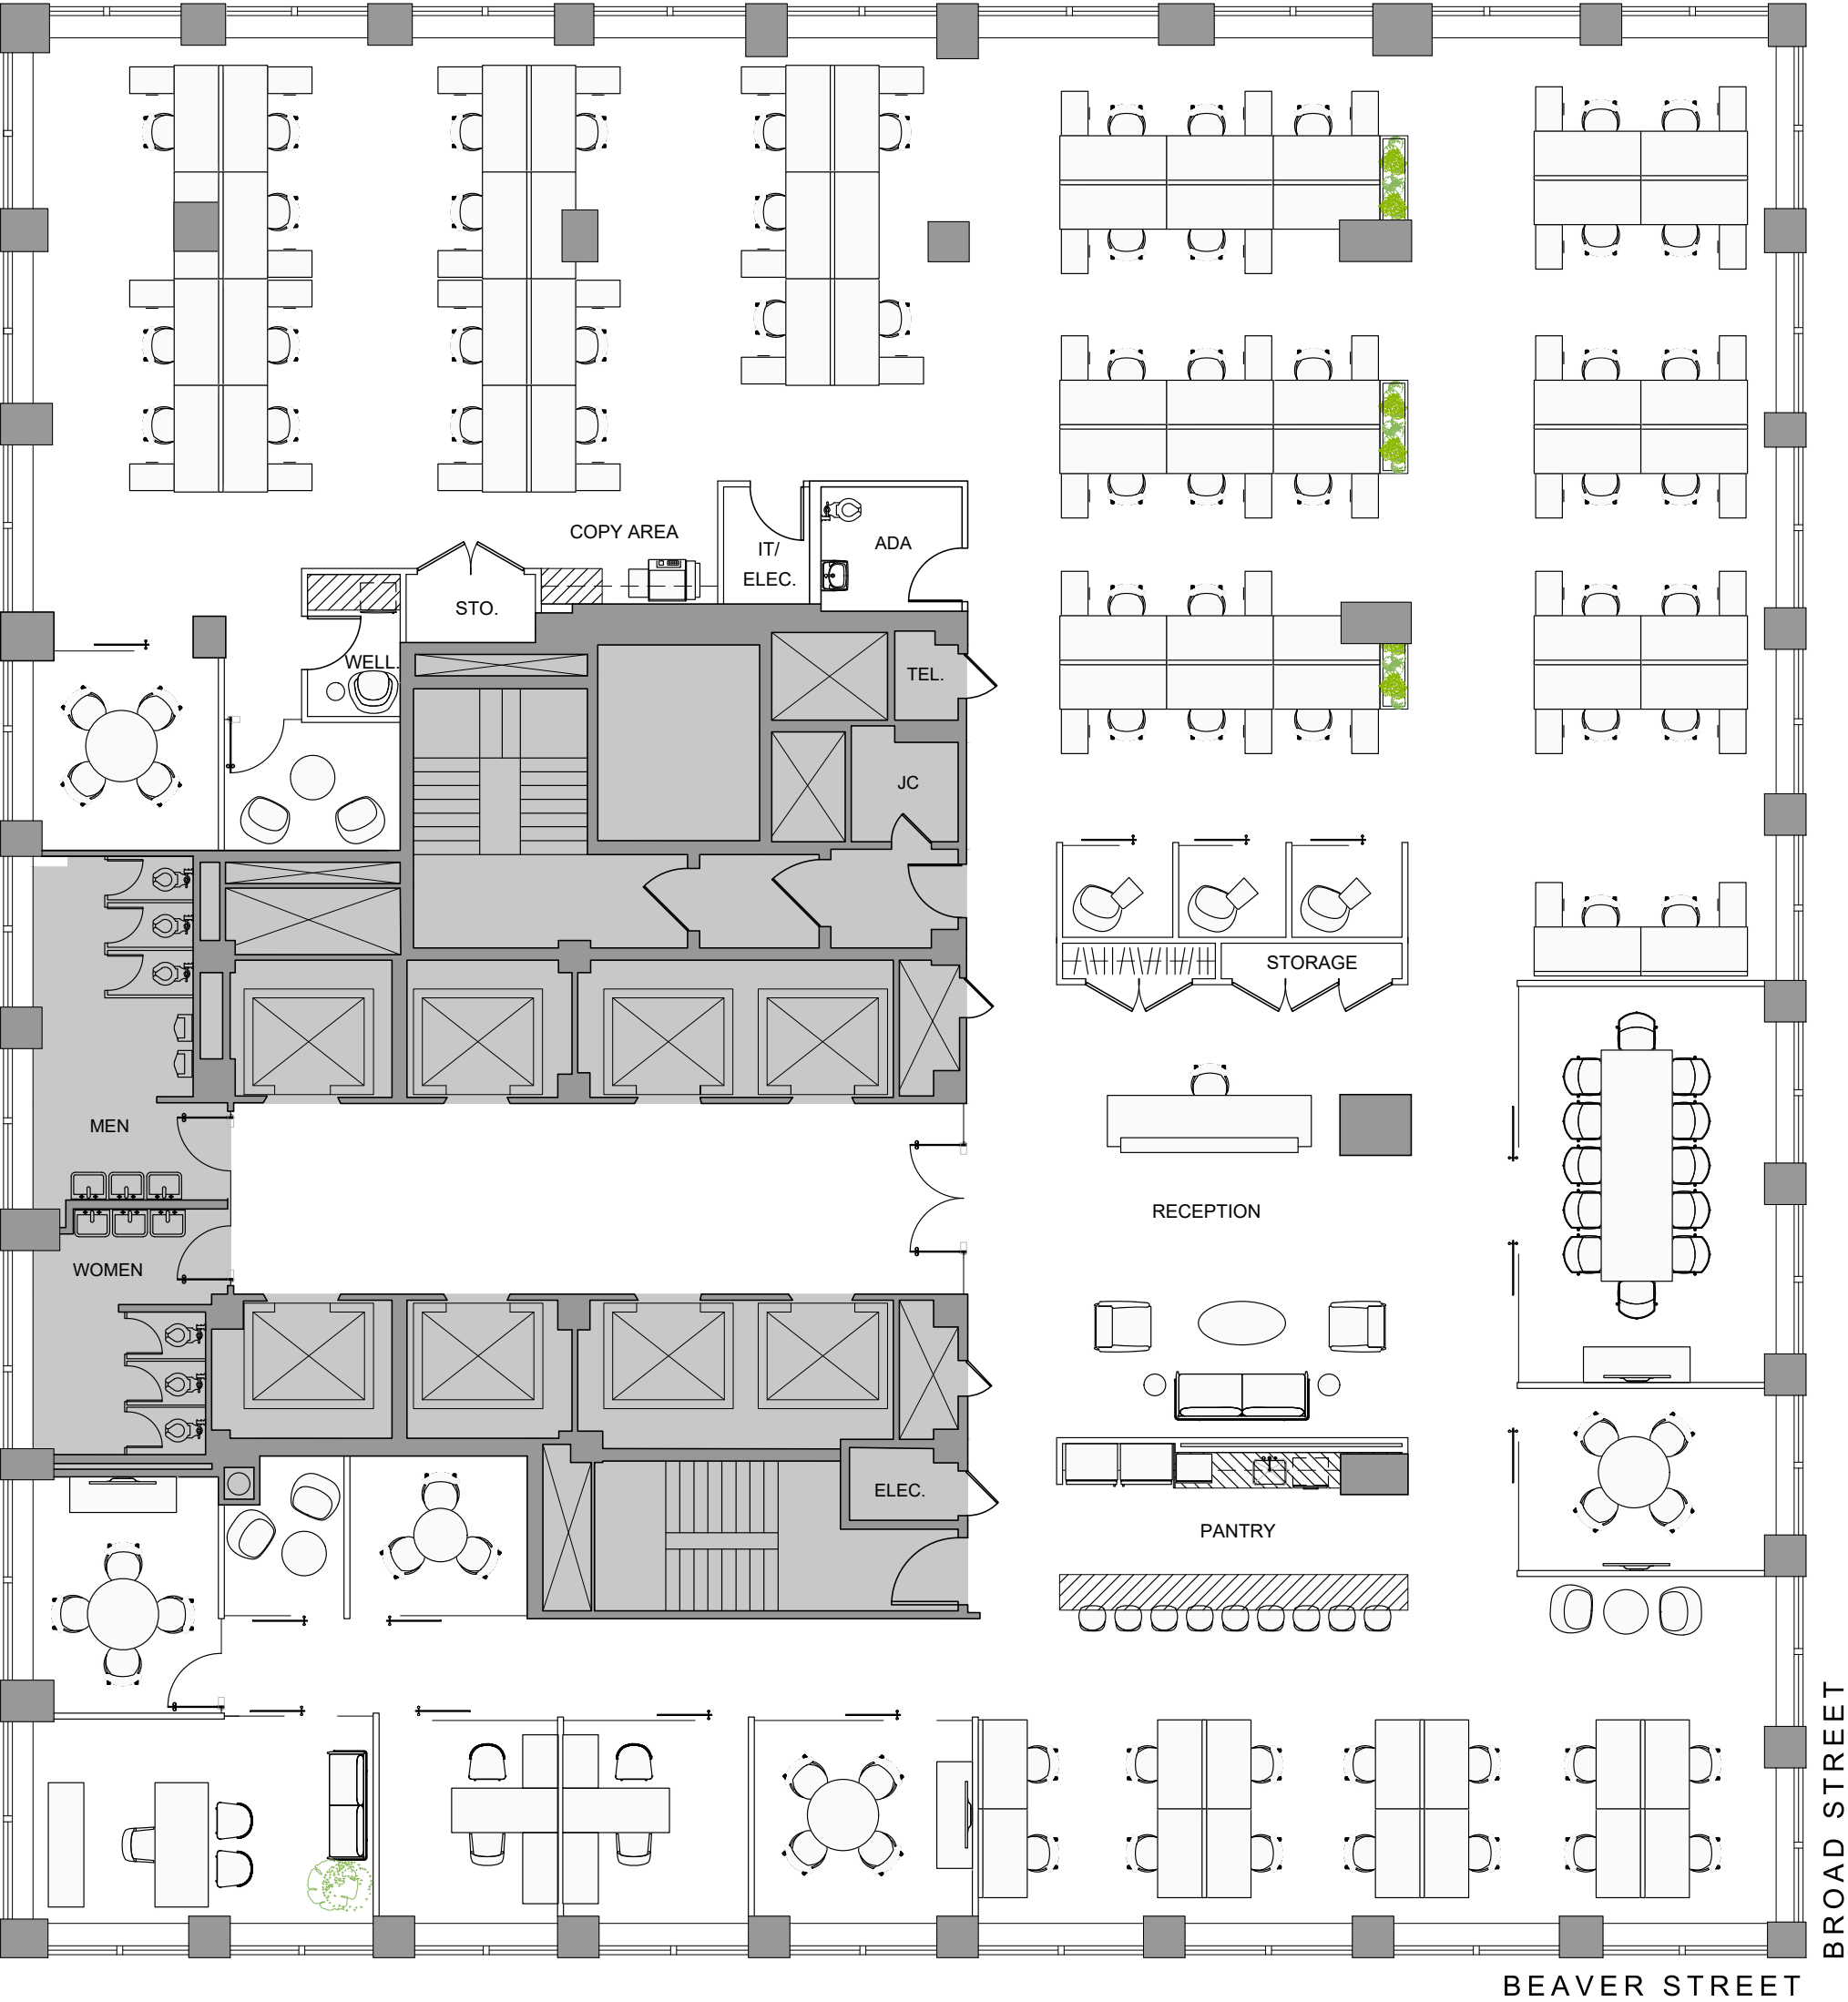 COPY AREA
IT/
ELEC.
ADA
STO.
WELL.
TEL.
JC
STORAGE
MEN
RECEPTION
WOMEN
ELEC.
PANTRY
BROAD STREET
BEAVER STREET